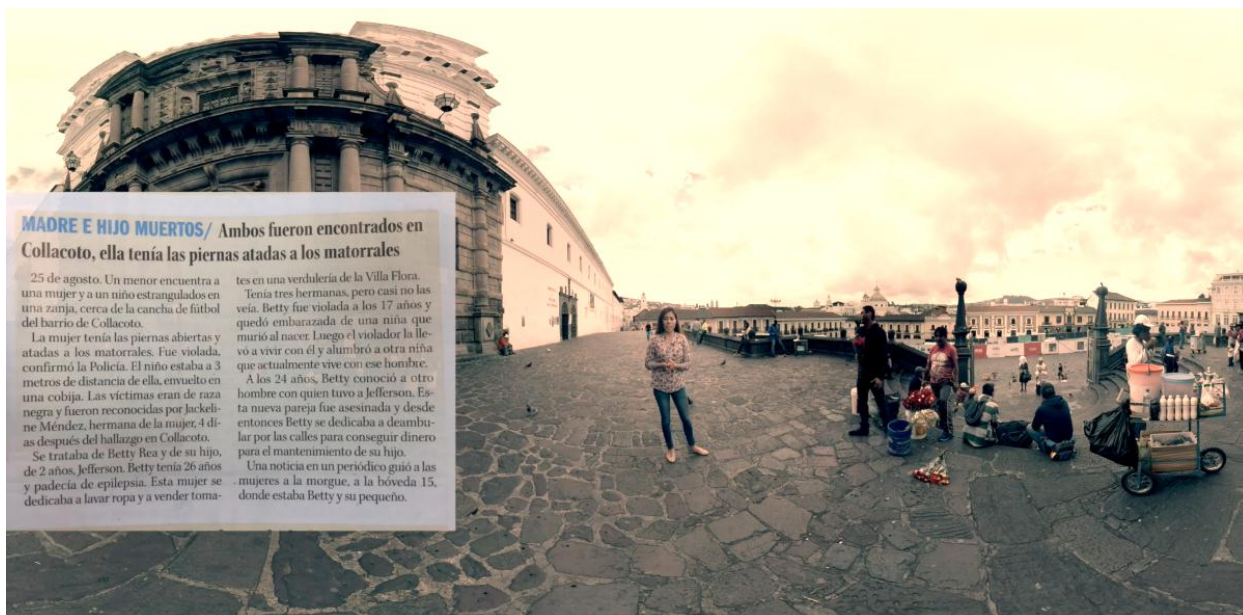 MADRE E HIJO MUERTOS/ Ambos fueron encontrados en
Collacoto, ella tenía las piernas atadas a los matorrales
25 de agosto. Un menor encuentra a
una mujer y a un niño estrangulados en
una zanja, cerca de la cancha de fútbol
del barrio de Collacoto.
La mujer tenía las piernas abiertas y
atadas a los matorrales. Fue violada,
confirmó la Policía. El niño estaba a 3
metros de distancia de ella, envuelto en
una cobija. Las víctimas eran de raza
negra y fueron reconocidas por Jackeli-
ne Méndez, hermana de la mujer, 4 dí-
as después del hallazgo en Collacoto.
Se trataba de Betty Rea y de su hijo,
de 2 años, Jefferson. Betty tenía 26 años
y padecía de epilepsia. Esta mujer se
dedicaba a lavar ropa y a vender toma-
tes en una verdulería de la Villa Flora.
Tenía tres hermanas, pero casi no las
veía. Betty fue violada a los 17 años y
quedó embarazada de una niña que
murió al nacer. Luego el violador la lle-
vó a vivir con él y alumbró a otra niña
que actualmente vive con ese hombre.
A los 24 años, Betty conoció a otro
hombre con quien tuvo a Jefferson. Es-
ta nueva pareja fue asesinada y desde
entonces Betty se dedicaba a deambu-
lar por las calles para conseguir dinero
para el mantenimiento de su hijo.
Una noticia en un periódico guió a las
mujeres a la morgue, a la bóveda 15,
donde estaba Betty y su pequeño.